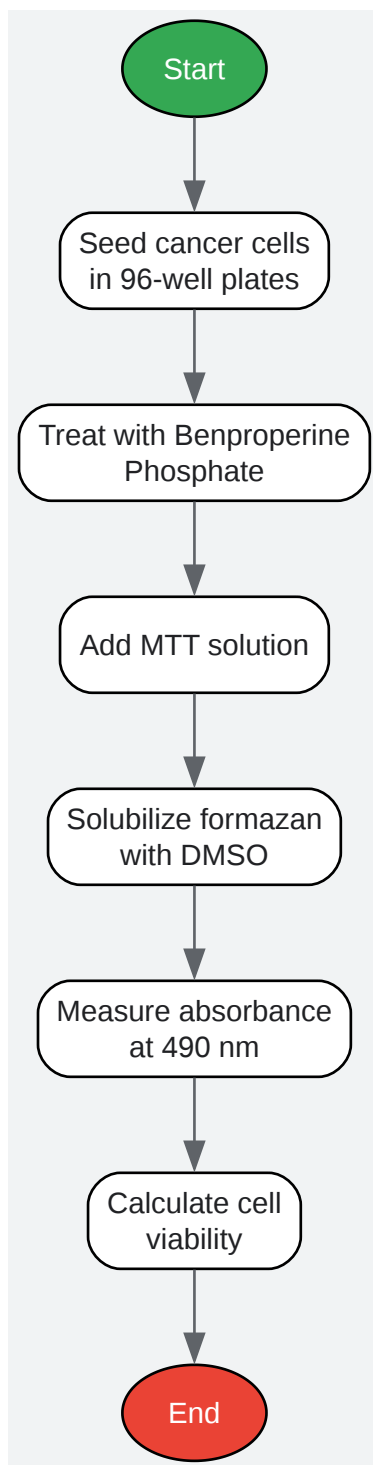 Start
Seed cancer cells
in 96-well plates
Treat with Benproperine
Phosphate
Add MTT solution
Solubilize formazan
with DMSO
Measure absorbance
at 490 nm
Calculate cell
viability
End